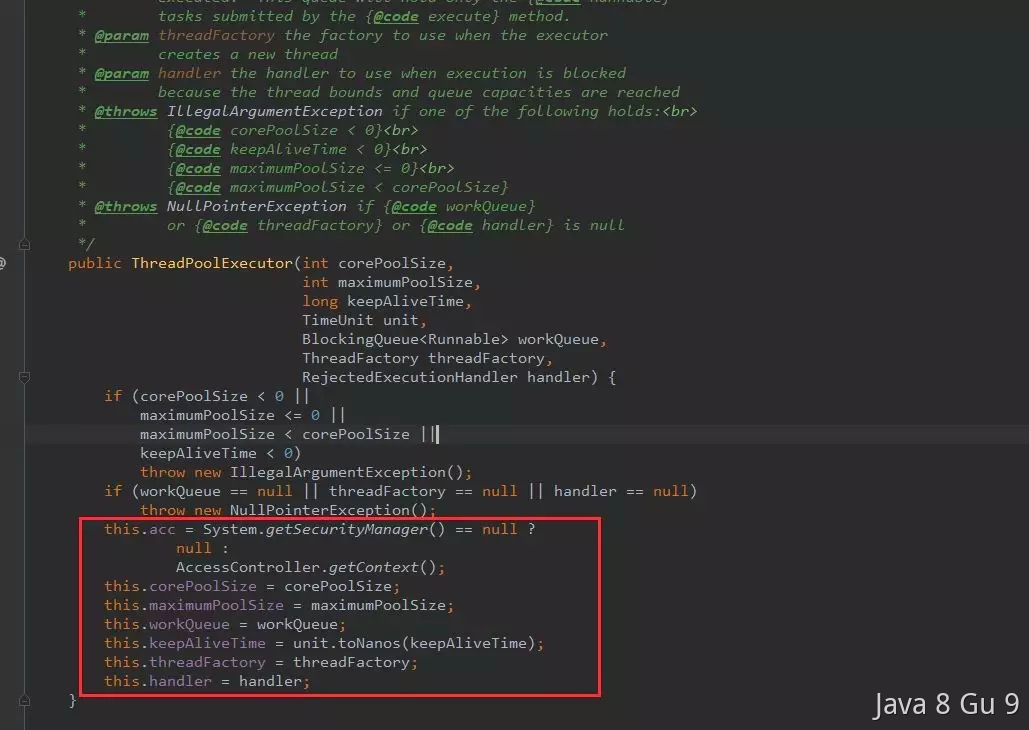 executed. This queue will hold only the {@code Runnable}
* tasks submitted by the {@code execute} method.
* @param threadFactory the factory to use when the executor
* creates a new thread
* @param handler the handler to use when execution is blocked
* because the thread bounds and queue capacities are reached
* @throws IllegalArgumentException if one of the following holds:<br>
* {@code corePoolSize < 0}<br>
* {@code keepAliveTime < 0}<br>
* {@code maximumPoolSize <= 0}<br>
* {@code maximumPoolSize < corePoolSize}
* @throws NullPointerException if {@code workQueue}
* or {@code threadFactory} or {@code handler} is null
*/
@
public ThreadPoolExecutor(int corePoolSize,
int maximumPoolSize,
long keepAliveTime,
TimeUnit unit,
BlockingQueue<Runnable> workQueue,
ThreadFactory threadFactory,
RejectedExecutionHandler handler) {
if (corePoolSize < 0 ||
maximumPoolSize <= 0 ||
maximumPoolSize < corePoolSize ||
keepAliveTime < 0)
throw new IllegalArgumentException();
if (workQueue == null || threadFactory == null || handler == null)
throw new NullPointerException();
this.acc = System.getSecurityManager() == null ?
null :
AccessController.getContext();
this.corePoolSize = corePoolSize;
this.maximumPoolSize = maximumPoolSize;
this.workQueue = workQueue;
this.keepAliveTime = unit.toNanos(keepAliveTime);
this.threadFactory = threadFactory;
this.handler = handler;
}
Java 8 Gu 9